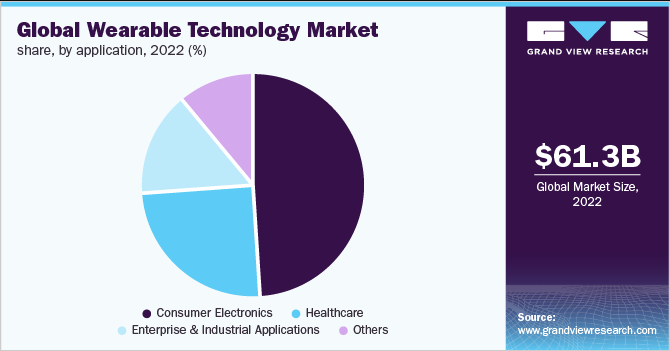 Global Wearable Technology Market
share, by application, 2022 (%)
GRAND VIEW RESEARCH
$61.3B
Global Market Size,
2022
Consumer Electronics
Healthcare
Enterprise & Industrial Applications
Others
Source:
www.grandviewresearch.com